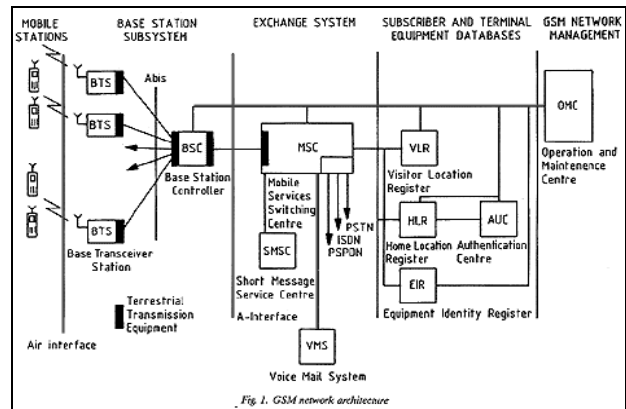 MOBILE
STATIONS
BASE STATION
SUBSYSTEM
EXCHANGE SYSTEM
SUBSCRIBER AND TERMINAL
EQUIPMENT DATABASES
GSM NETWORK
MANAGEMENT
BTS
Abis
BTS
BSC
Base Station
Controller
BTS
Base Transceiver
Station
Terrestrial
Transmission
Equipment
Air interface
MSC
Mobile
Services
Switching
Centre
PSTN
ISDN
PSPDN
SMSC
Short Message
Service Centre
A-Interface
VMS
Voice Mail System
VLR
Visitor Location
Register
HLR
Home Location
Register
AUC
Authentication
Centre
EIR
Equipment Identity Register
OMC
Operation and
Maintenence
Centre
Fig. 1. GSM network architecture